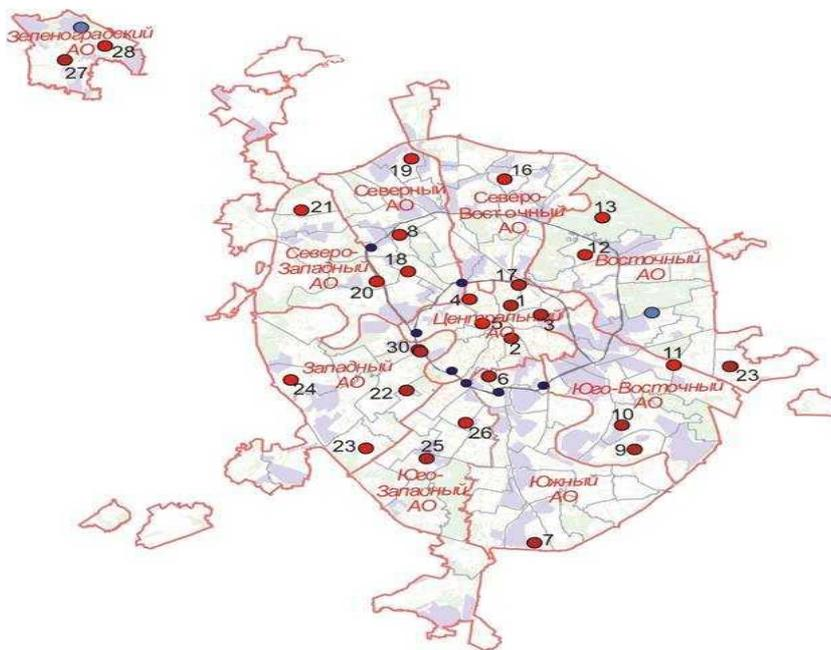 Зеленоградский
АО
28
27
19
16
Северный
АО
Северо-
Восточный
АО
21
13
8
12
Восточный
АО
Северо-
Западный
АО
18
20
17
4
1
Центральный
АО
3
5
2
30
Западный
АО
24
22
6
11
23
Юго-Восточный
АО
10
9
26
23
25
Юго-
Западный
АО
Южный
АО
7